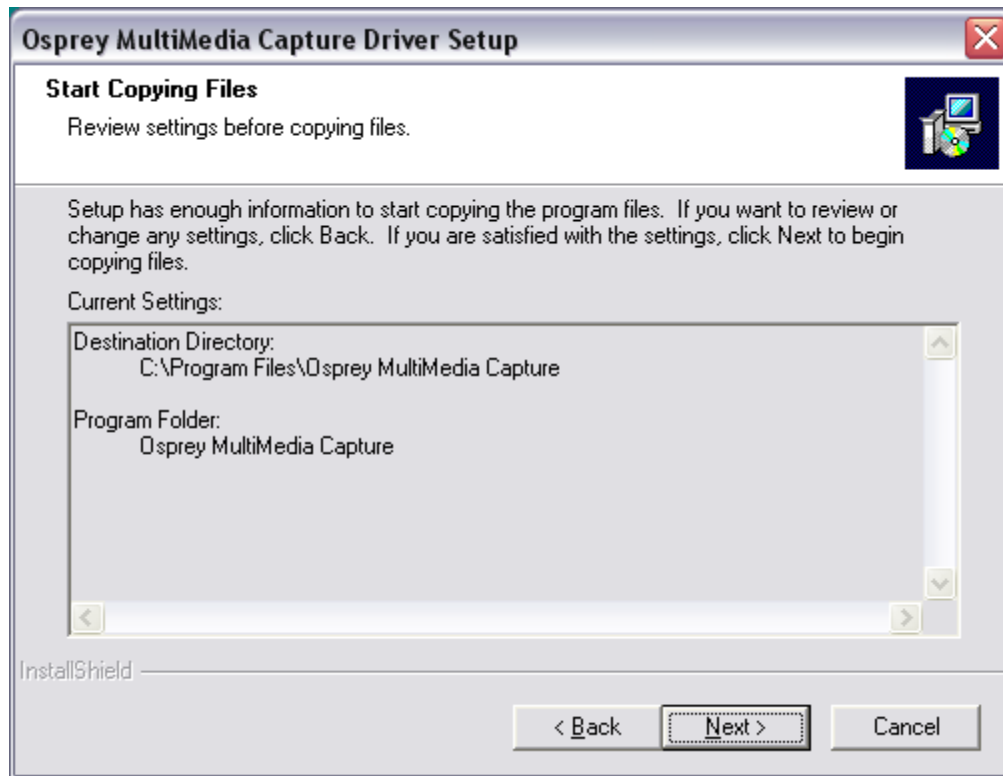 Osprey MultiMedia Capture Driver Setup
Start Copying Files
Review settings before copying files.
Setup has enough information to start copying the program files.  If you want to review or
change any settings, click Back.  If you are satisfied with the settings, click Next to begin
copying files.
Current Settings:
Destination Directory:
C:\Program Files\Osprey MultiMedia Capture
Program Folder:
Osprey MultiMedia Capture
InstallShield
< Back
Next >
Cancel